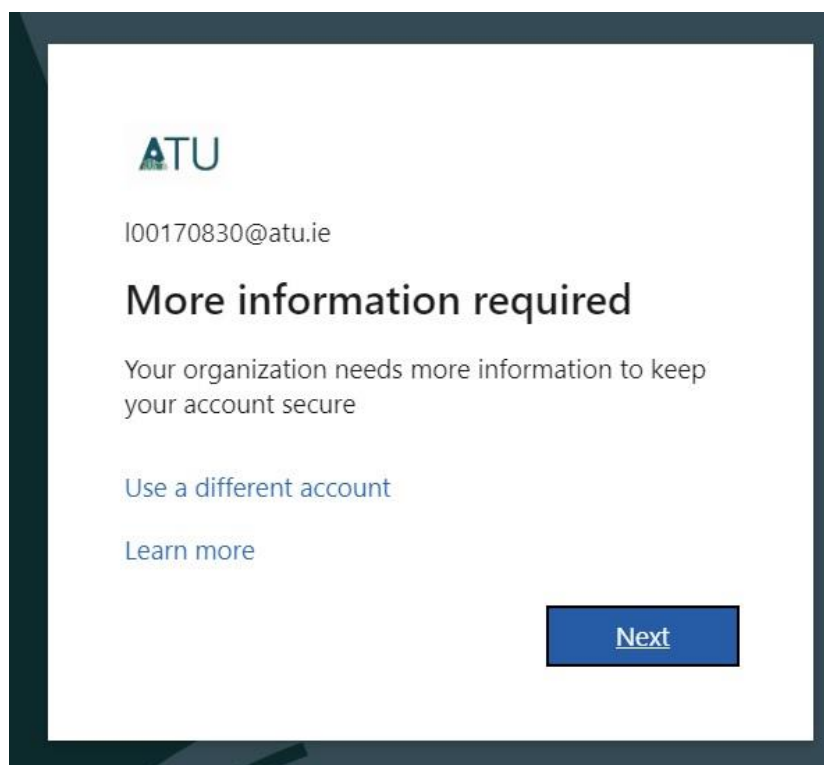 ATU
l00170830@atu.ie
More information required
Your organization needs more information to keep
your account secure
Use a different account
Learn more
Next